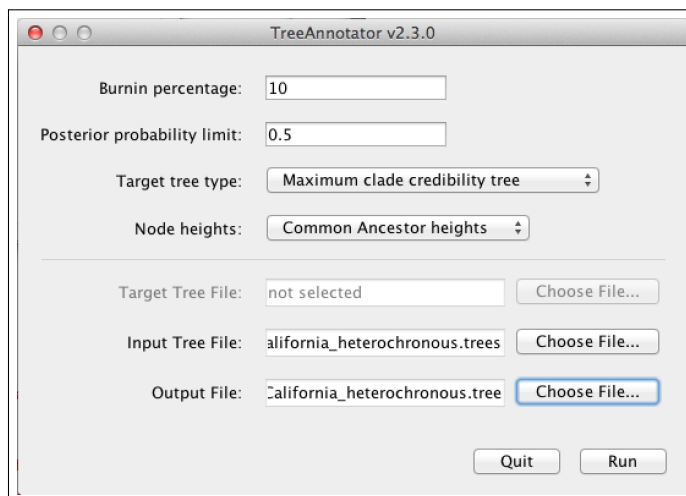 TreeAnnotator v2.3.0
Burnin percentage: 10
Posterior probability limit: 0.5
Target tree type: Maximum clade credibility tree
Node heights: Common Ancestor heights
Target Tree File: not selected Choose File...
Input Tree File: alifornia_heterochronous.trees Choose File...
Output File: California_heterochronous.tree Choose File...
Quit Run